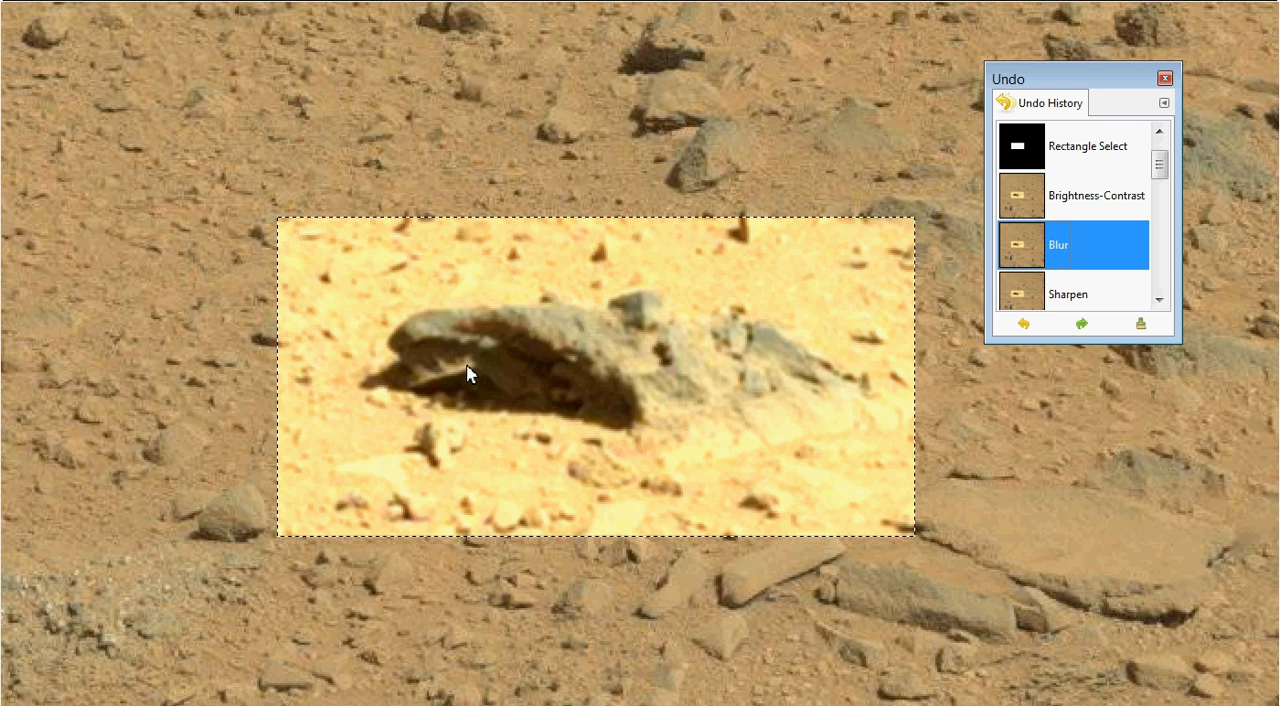 Undo
Undo History
Rectangle Select
Brightness-Contrast
Blur
Sharpen